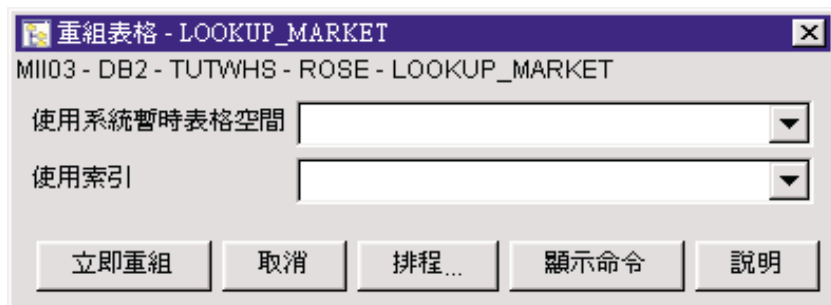 重組表格 - LOOKUP_MARKET
MII03 - DB2 - TUTWHS - ROSE - LOOKUP_MARKET
使用系統暫時表格空間
使用索引
立即重組 取消 排程... 顯示命令 說明